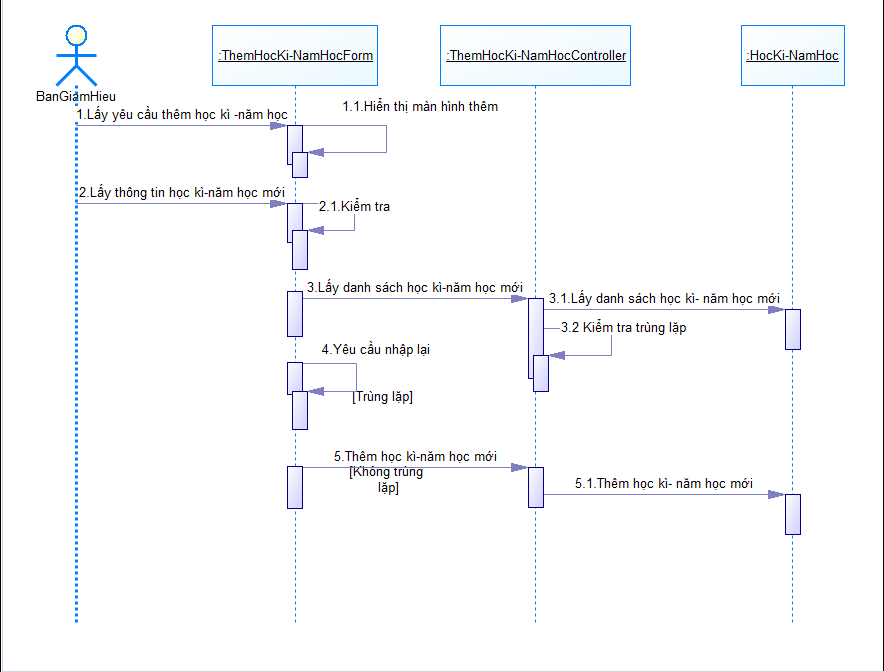 :ThemHocKi-NamHocForm
:ThemHocKi-NamHocController
:HocKi-NamHoc
BanGiamHieu
1.Lấy yêu cầu thêm học kì -năm học
1.1.Hiển thị màn hình thêm
2.Lấy thông tin học kì-năm học mới
2.1.Kiểm tra
3.Lấy danh sách học kì-năm học mới
3.1.Lấy danh sách học kì- năm học mới
3.2 Kiểm tra trùng lặp
4.Yêu cầu nhập lại
[Trùng lặp]
5.Thêm học kì-năm học mới
[Không trùng
lặp]
5.1.Thêm học kì- năm học mới